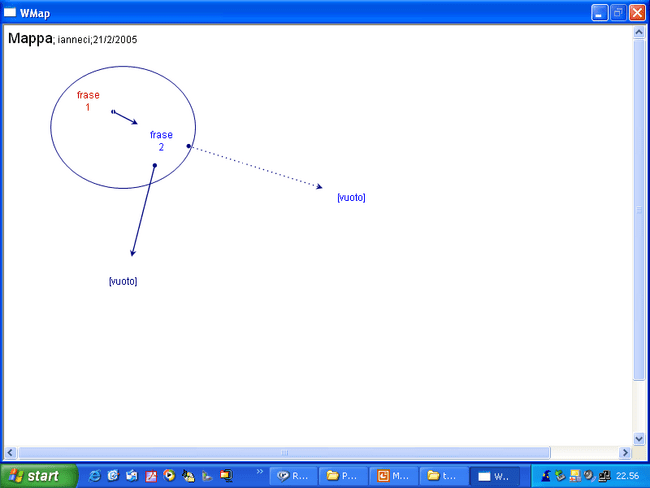 WMap
Mappa; ianneci;21/2/2005
frase
1
frase
2
[vuoto]
[vuoto]
start
R...
P...
M...
t...
W..
22.56